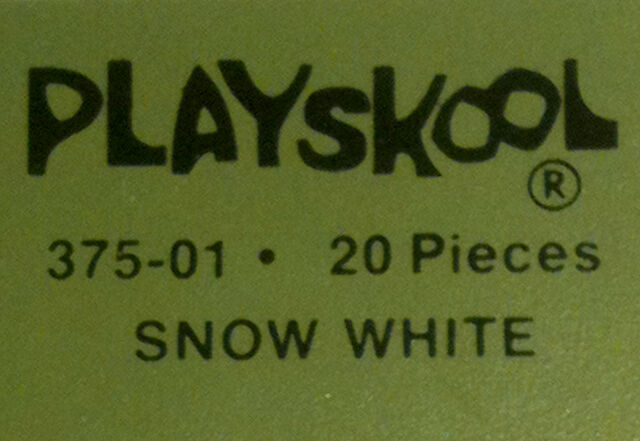 PLAYSKOOL®
375-01 • 20 Pieces
SNOW WHITE